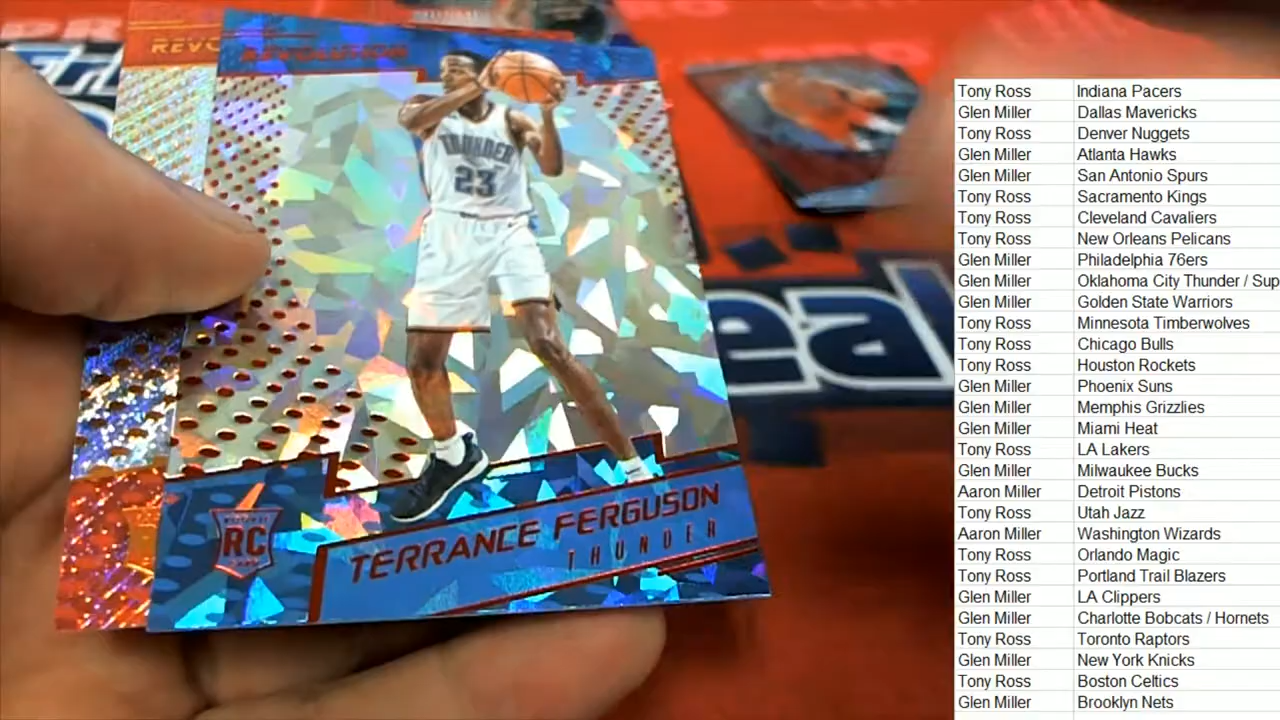 REVO
REVOLUTION
THUNDER
23
RC
TERRANCE FERGUSON
THUNDER
eal
Tony Ross Indiana Pacers
Glen Miller Dallas Mavericks
Tony Ross Denver Nuggets
Glen Miller Atlanta Hawks
Glen Miller San Antonio Spurs
Tony Ross Sacramento Kings
Tony Ross Cleveland Cavaliers
Tony Ross New Orleans Pelicans
Glen Miller Philadelphia 76ers
Glen Miller Oklahoma City Thunder / Sup
Glen Miller Golden State Warriors
Tony Ross Minnesota Timberwolves
Tony Ross Chicago Bulls
Tony Ross Houston Rockets
Glen Miller Phoenix Suns
Glen Miller Memphis Grizzlies
Glen Miller Miami Heat
Tony Ross LA Lakers
Glen Miller Milwaukee Bucks
Aaron Miller Detroit Pistons
Tony Ross Utah Jazz
Aaron Miller Washington Wizards
Tony Ross Orlando Magic
Tony Ross Portland Trail Blazers
Glen Miller LA Clippers
Glen Miller Charlotte Bobcats / Hornets
Tony Ross Toronto Raptors
Glen Miller New York Knicks
Tony Ross Boston Celtics
Glen Miller Brooklyn Nets